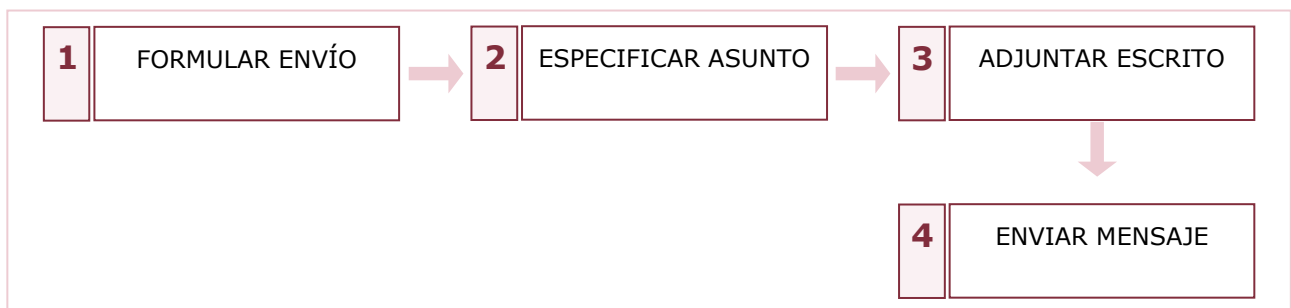 1 FORMULAR ENVÍO
2 ESPECIFICAR ASUNTO
3 ADJUNTAR ESCRITO
4 ENVIAR MENSAJE